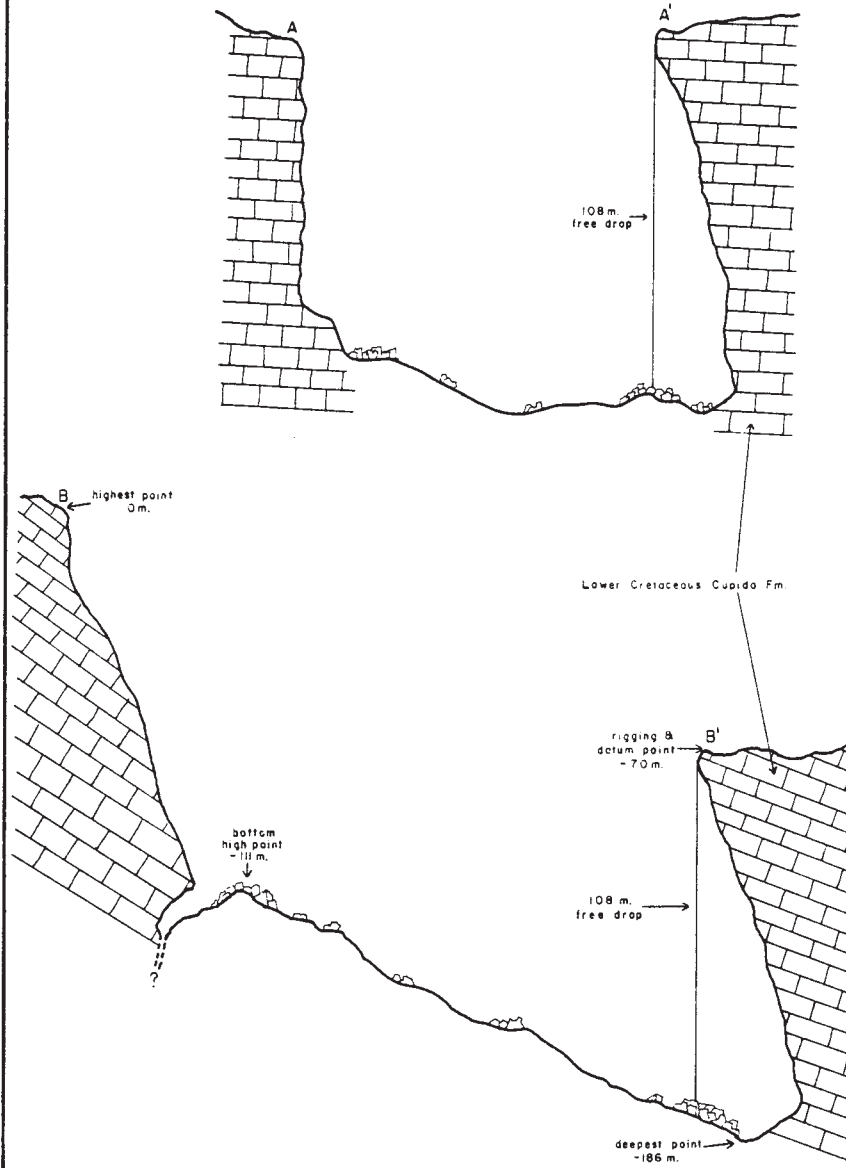 A
A'
108 m.
free drop
B
highest point
0 m.
Lower Cretaceous Cupido Fm.
rigging &
datum point
-70 m.
B'
bottom
high point
-111 m.
108 m.
free drop
?
deepest point
-186 m.